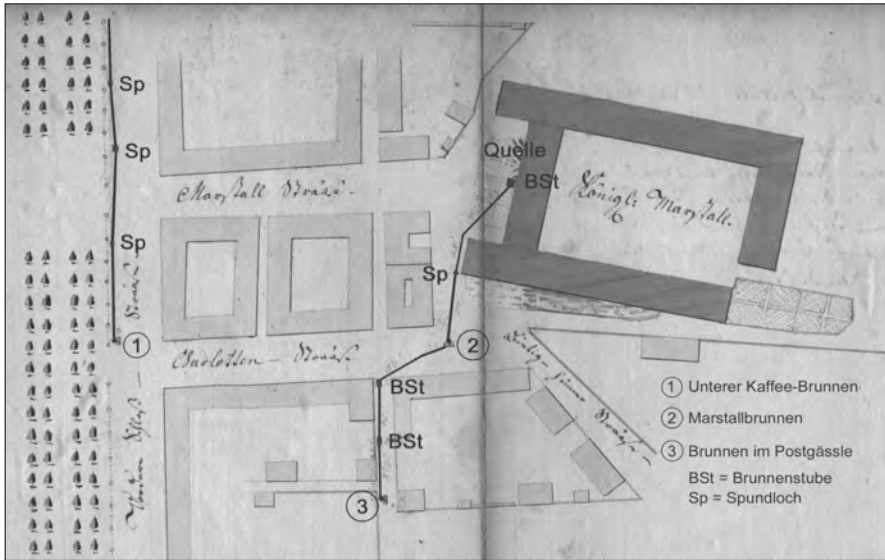 Sp
Sp
Quelle
BSt
Marstall Strasse.
Königl: Marstall.
Sp
Sp
①
②
Charlotten – Strasse
BSt
① Unterer Kaffee-Brunnen
② Marstallbrunnen
BSt
③ Brunnen im Postgässle
③
BSt = Brunnenstube
Sp = Spundloch